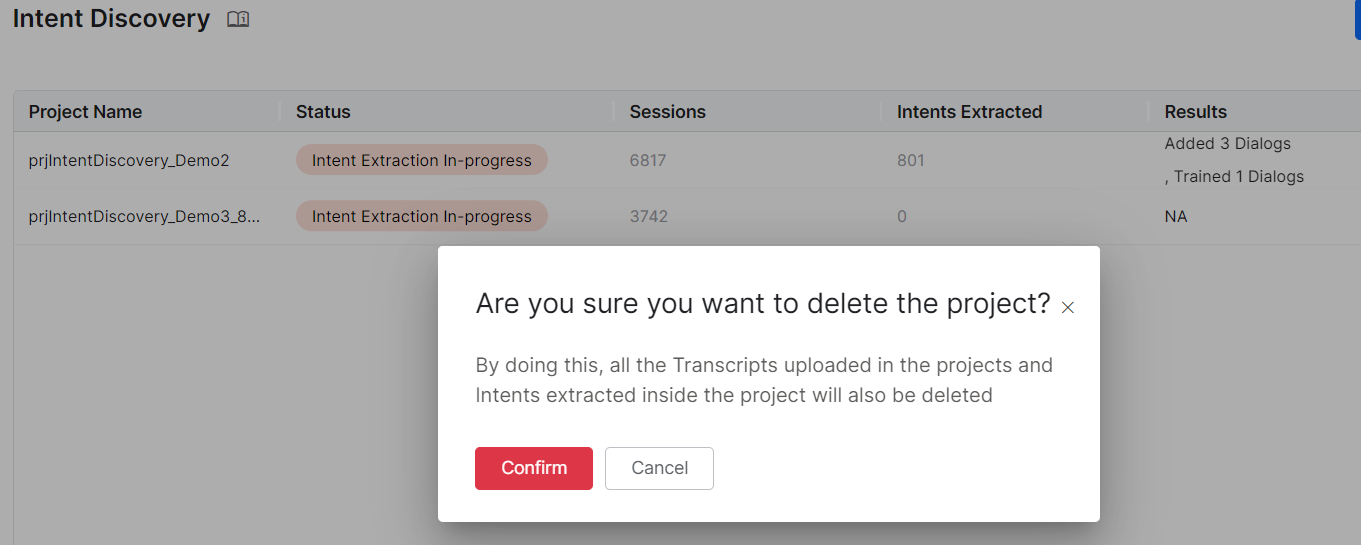 Intent Discovery
Project Name Status Sessions Intents Extracted Results
prjIntentDiscovery_Demo2 Intent Extraction In-progress 6817 801 Added 3 Dialogs
, Trained 1 Dialogs
prjIntentDiscovery_Demo3_8... Intent Extraction In-progress 3742 0 NA
Are you sure you want to delete the project?
By doing this, all the Transcripts uploaded in the projects and
Intents extracted inside the project will also be deleted
Confirm Cancel